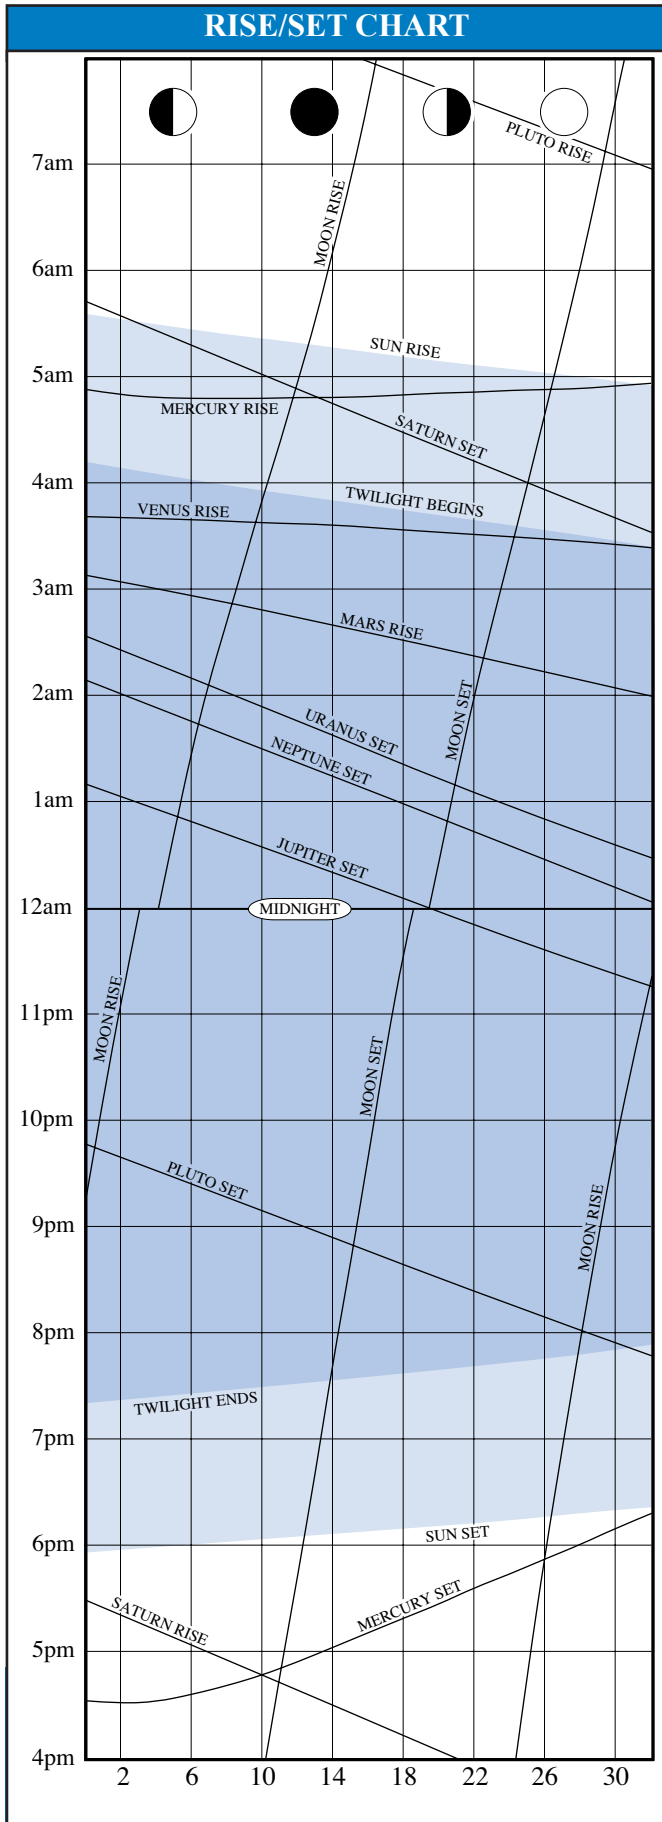 RISE/SET CHART
PLUTO RISE
7am
MOON RISE
6am
SUN RISE
5am
MERCURY RISE
SATURN SET
4am
TWILIGHT BEGINS
VENUS RISE
3am
MARS RISE
2am
MOON SET
URANUS SET
NEPTUNE SET
1am
JUPITER SET
12am
MIDNIGHT
11pm
MOON RISE
MOON SET
10pm
PLUTO SET
9pm
MOON RISE
8pm
TWILIGHT ENDS
7pm
6pm
SUN SET
MERCURY SET
SATURN RISE
5pm
4pm
2 6 10 14 18 22 26 30